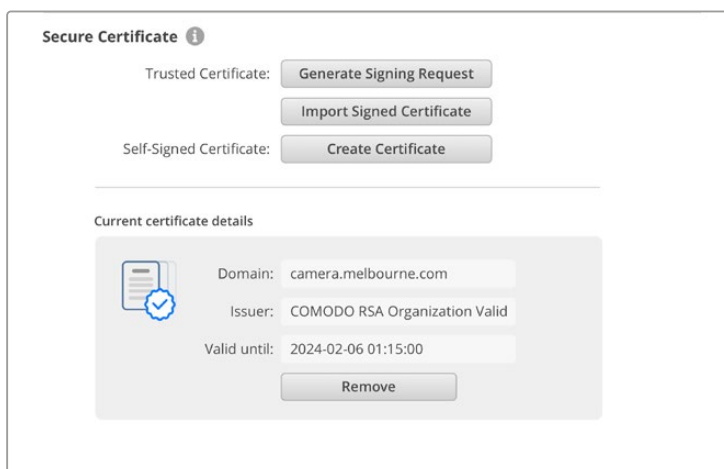 Secure Certificate
Trusted Certificate: Generate Signing Request
Import Signed Certificate
Self-Signed Certificate: Create Certificate
Current certificate details
Domain: camera.melbourne.com
Issuer: COMODO RSA Organization Valid
Valid until: 2024-02-06 01:15:00
Remove